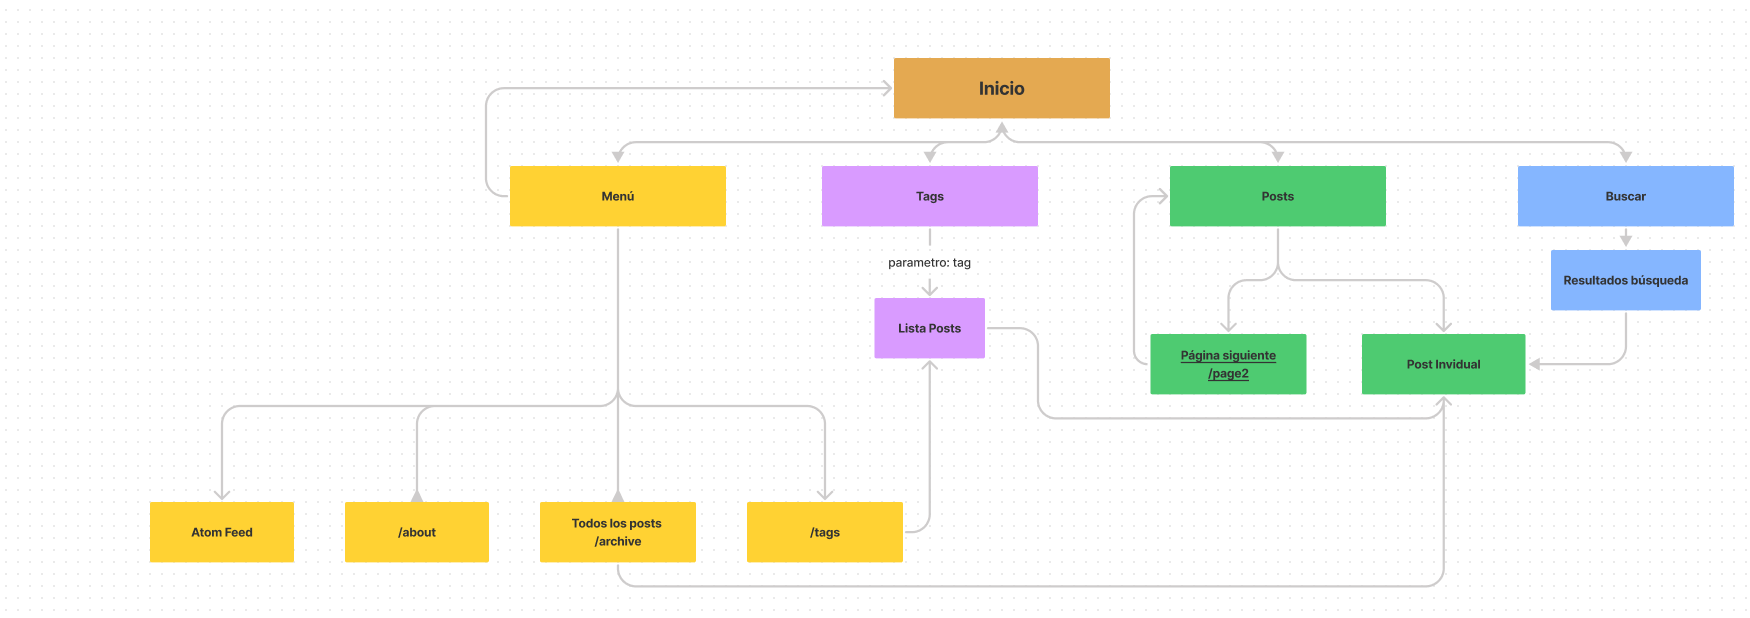 Inicio
Menú
Tags
Posts
Buscar
parametro: tag
Resultados búsqueda
Lista Posts
Página siguiente
/page2
Post Invidual
Atom Feed
/about
Todos los posts
/archive
/tags